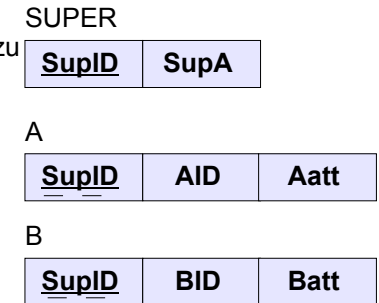 SUPER
zu
SupID SupA
A
SupID AID Aatt
B
SupID BID Batt